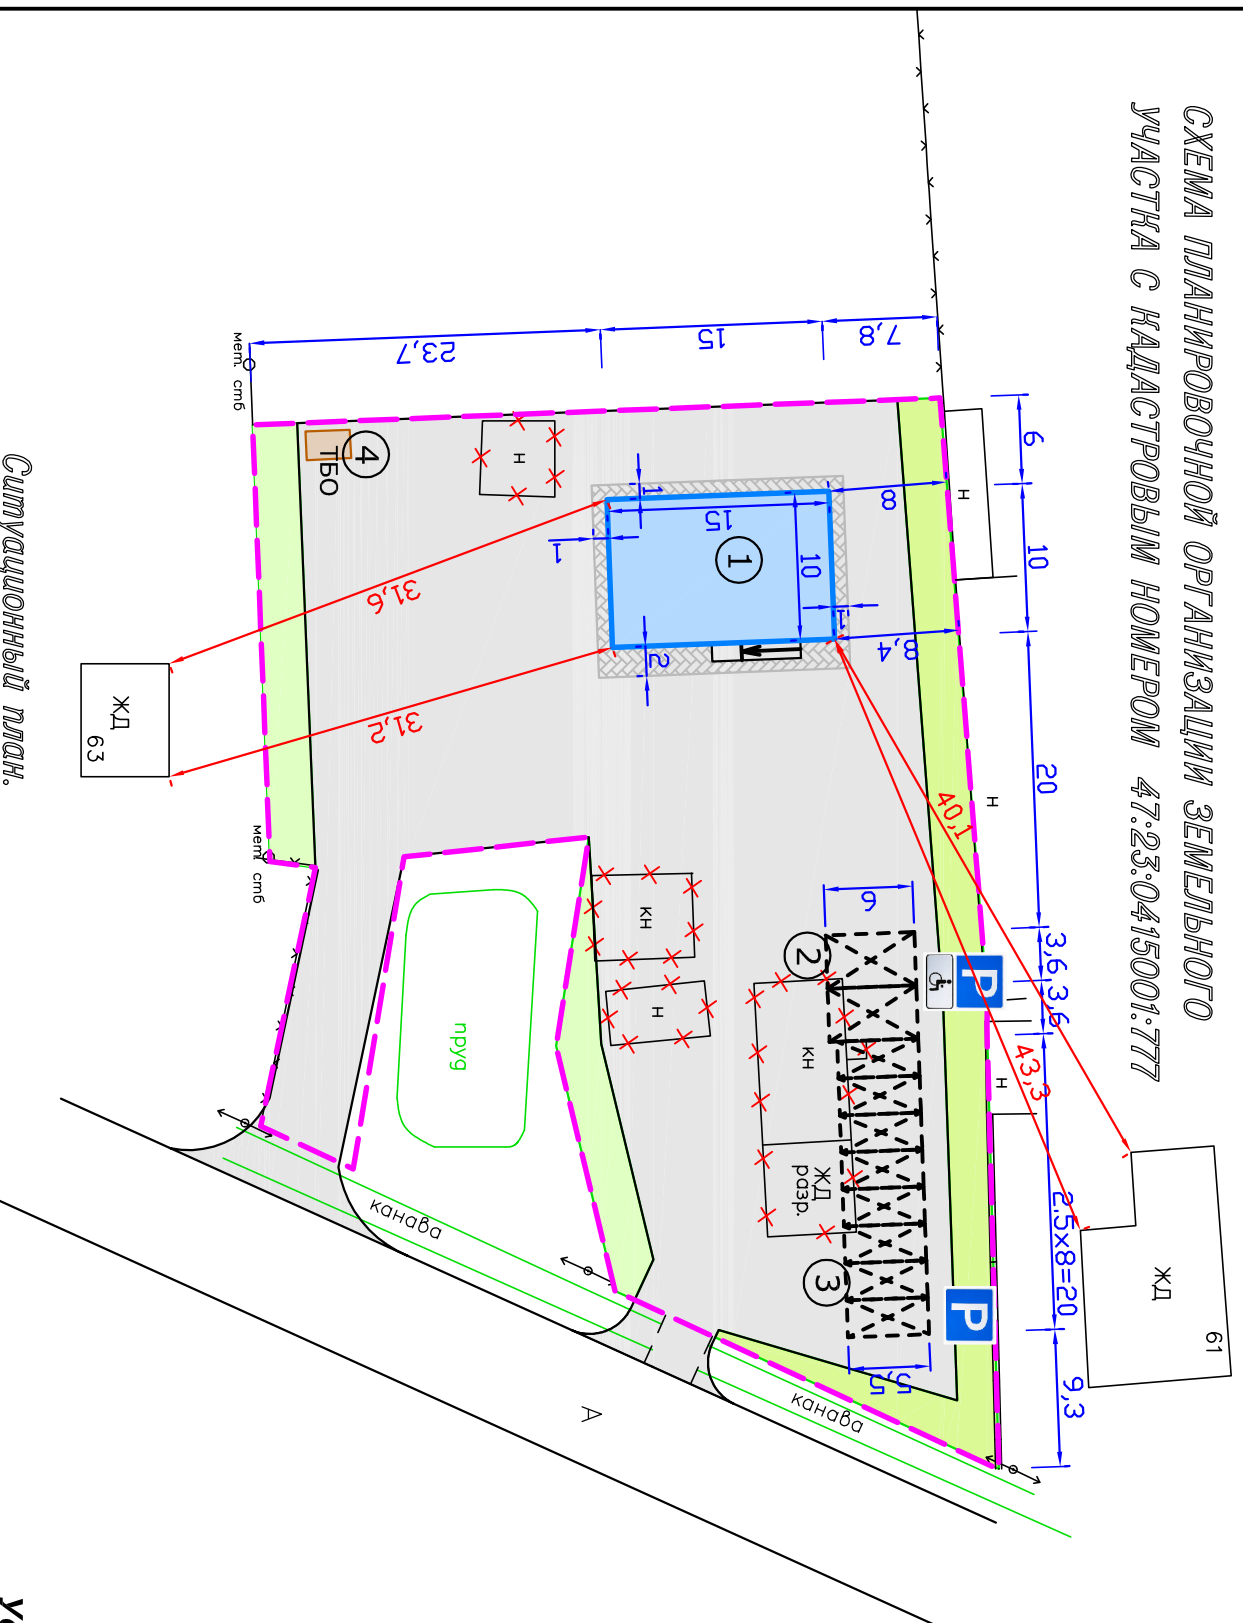 СХЕМА ПЛАНИРОВОЧНОЙ ОРГАНИЗАЦИИ ЗЕМЕЛЬНОГО
УЧАСТКА С КАДАСТРОВЫМ НОМЕРОМ 47:23:0415001:777
6
10
20
3,6
3,6
2,5х8=20
9,3
н
н
н
61
ЖД
P
P
40,1
43,3
7,8
15
23,7
8
8,4
1
15
10
1
1
1
2
6
2
3
5,5
н
кн
н
кн
ЖД
разр.
4
ТБО
мет. стб
мет. стб
31,6
31,2
ЖД
63
пруд
канава
канава
А
Ситуационный план.